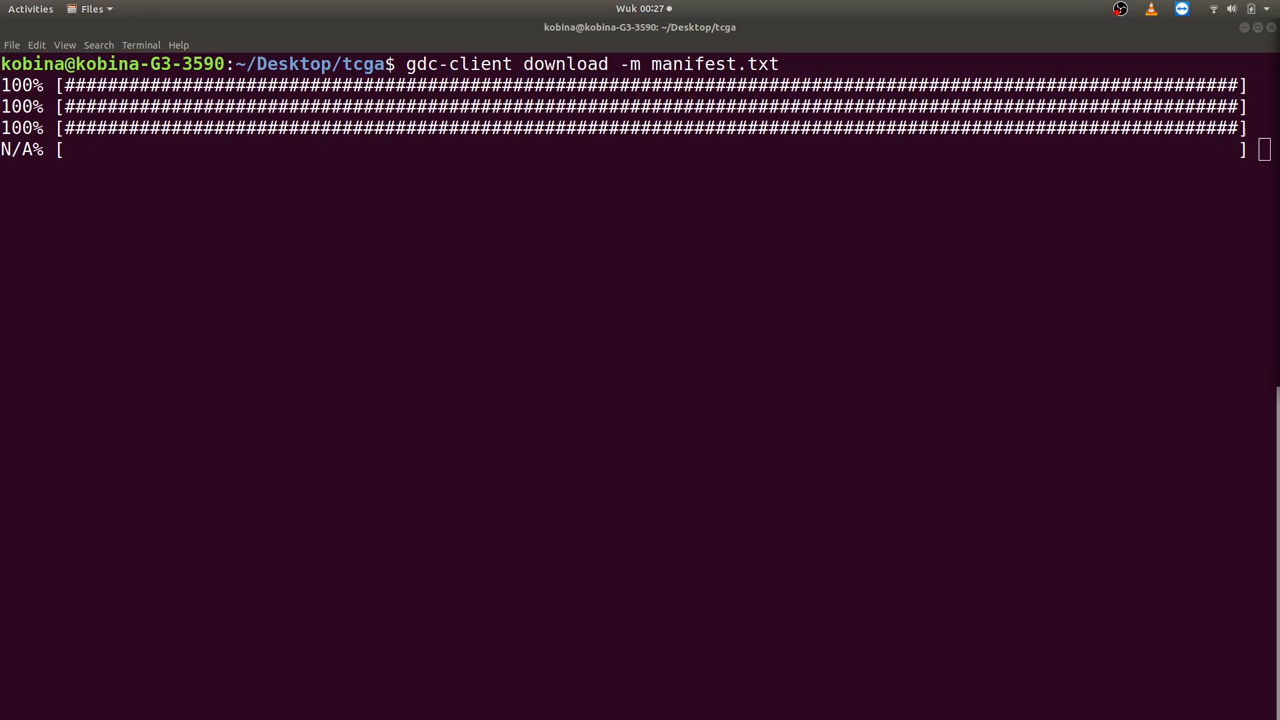 Activities Files Wuk 00:27
kobina@kobina-G3-3590: ~/Desktop/tcga
File Edit View Search Terminal Help
kobina@kobina-G3-3590:~/Desktop/tcga$ gdc-client download -m manifest.txt
100% [##############################################################################################################]
100% [##############################################################################################################]
100% [##############################################################################################################]
N/A% [                                                                                                              ]